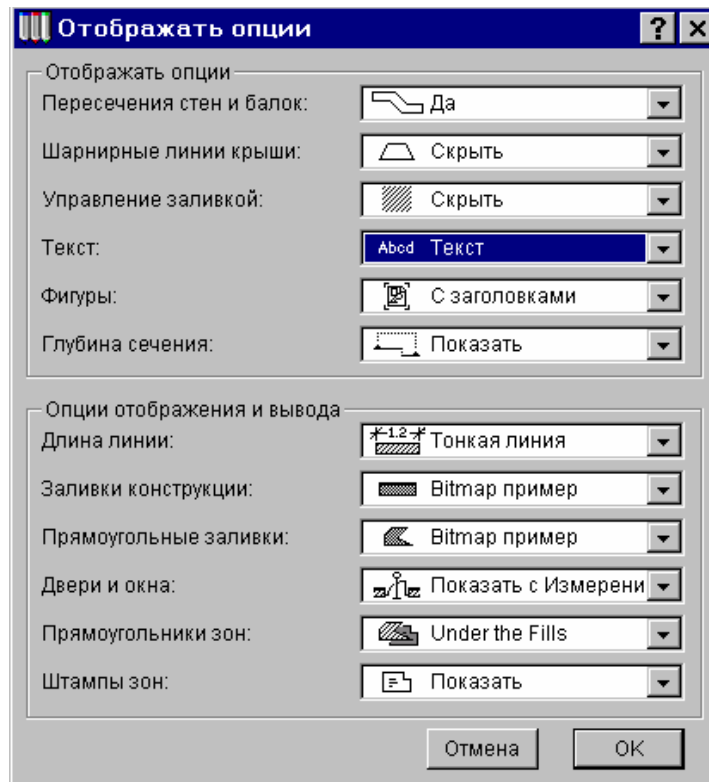 Отображать опции
Отображать опции
Пересечения стен и балок: Да
Шарнирные линии крыши: Скрыть
Управление заливкой: Скрыть
Текст: Abcd Текст
Фигуры: С заголовками
Глубина сечения: Показать
Опции отображения и вывода
Длина линии: 1.2 Тонкая линия
Заливки конструкции: Bitmap пример
Прямоугольные заливки: Bitmap пример
Двери и окна: Показать с Измерени
Прямоугольники зон: Under the Fills
Штампы зон: Показать
Отмена OK